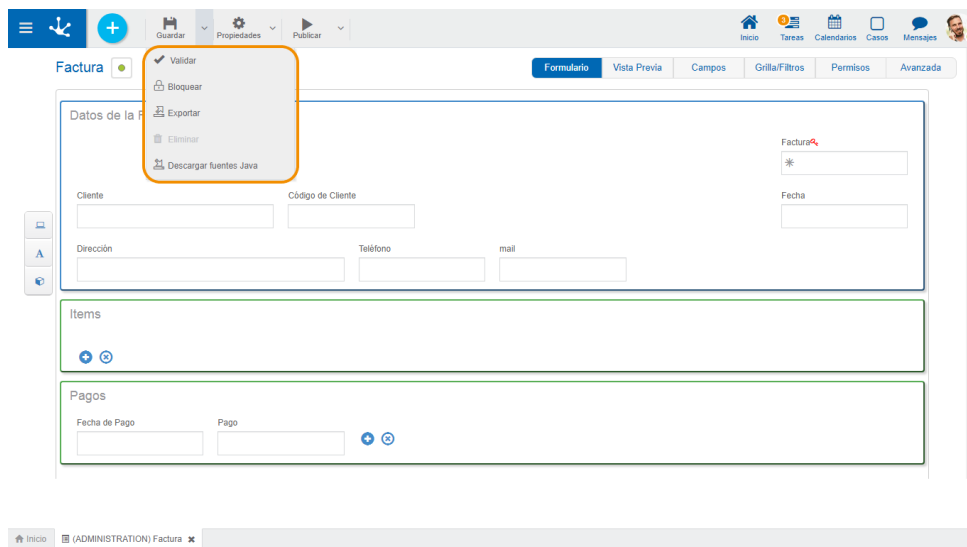 Guardar
Propiedades
Publicar
Inicio
3
Tareas
Calendarios
Casos
Mensajes
Factura
Validar
Bloquear
Exportar
Eliminar
Descargar fuentes Java
Formulario
Vista Previa
Campos
Grilla/Filtros
Permisos
Avanzada
Datos de la F
Factura
Cliente
Código de Cliente
Fecha
Dirección
Teléfono
mail
A
Items
Pagos
Fecha de Pago
Pago
Inicio
(ADMINISTRATION) Factura